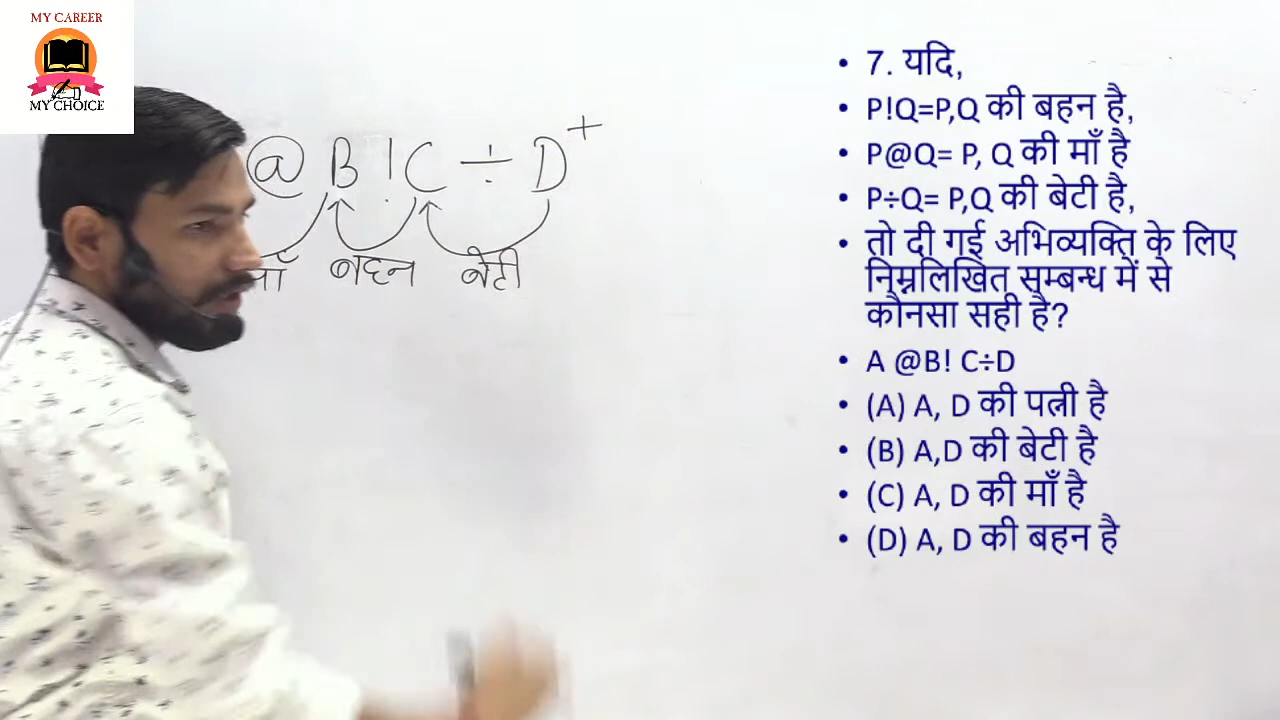 MY CAREER
MY CHOICE
@ B ! C ÷ D +
बहन बेटी
• 7. यदि,
• P!Q=P,Q की बहन है,
• P@Q= P, Q की माँ है
• P÷Q= P,Q की बेटी है,
• तो दी गई अभिव्यक्ति के लिए
निम्नलिखित सम्बन्ध में से
कौनसा सही है?
• A @B! C÷D
• (A) A, D की पत्नी है
• (B) A,D की बेटी है
• (C) A, D की माँ है
• (D) A, D की बहन है